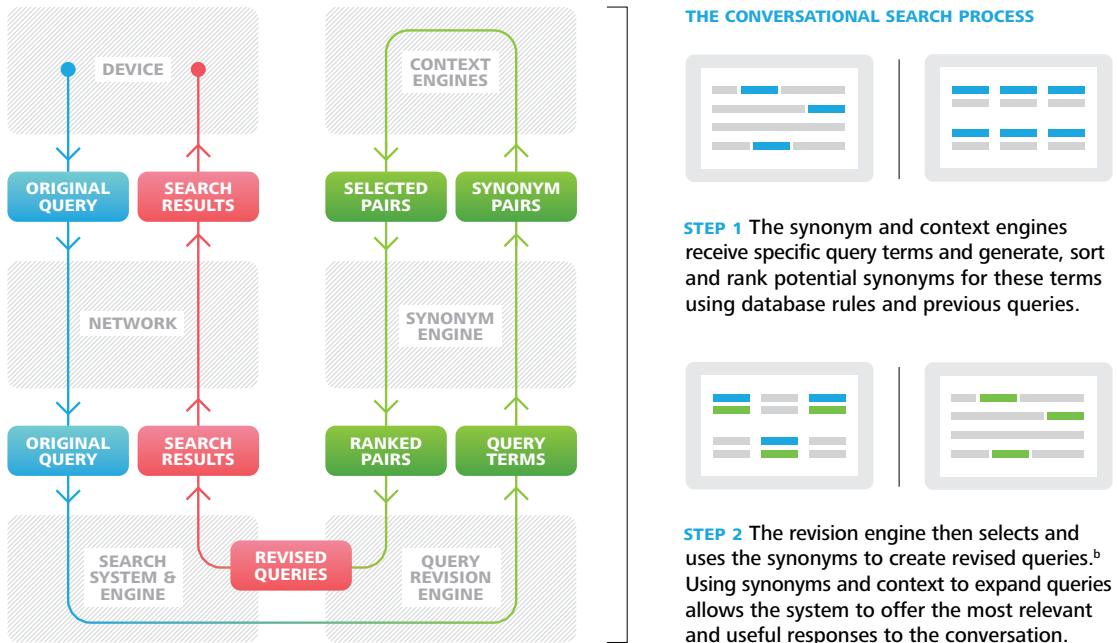 DEVICE
CONTEXT
ENGINES
ORIGINAL
QUERY
SEARCH
RESULTS
SELECTED
PAIRS
SYNONYM
PAIRS
NETWORK
SYNONYM
ENGINE
ORIGINAL
QUERY
SEARCH
RESULTS
RANKED
PAIRS
QUERY
TERMS
SEARCH
SYSTEM &
ENGINE
REVISED
QUERIES
QUERY
REVISION
ENGINE
THE CONVERSATIONAL SEARCH PROCESS
STEP 1 The synonym and context engines
receive specific query terms and generate, sort
and rank potential synonyms for these terms
using database rules and previous queries.
STEP 2 The revision engine then selects and
uses the synonyms to create revised queries.ᵇ
Using synonyms and context to expand queries
allows the system to offer the most relevant
and useful responses to the conversation.